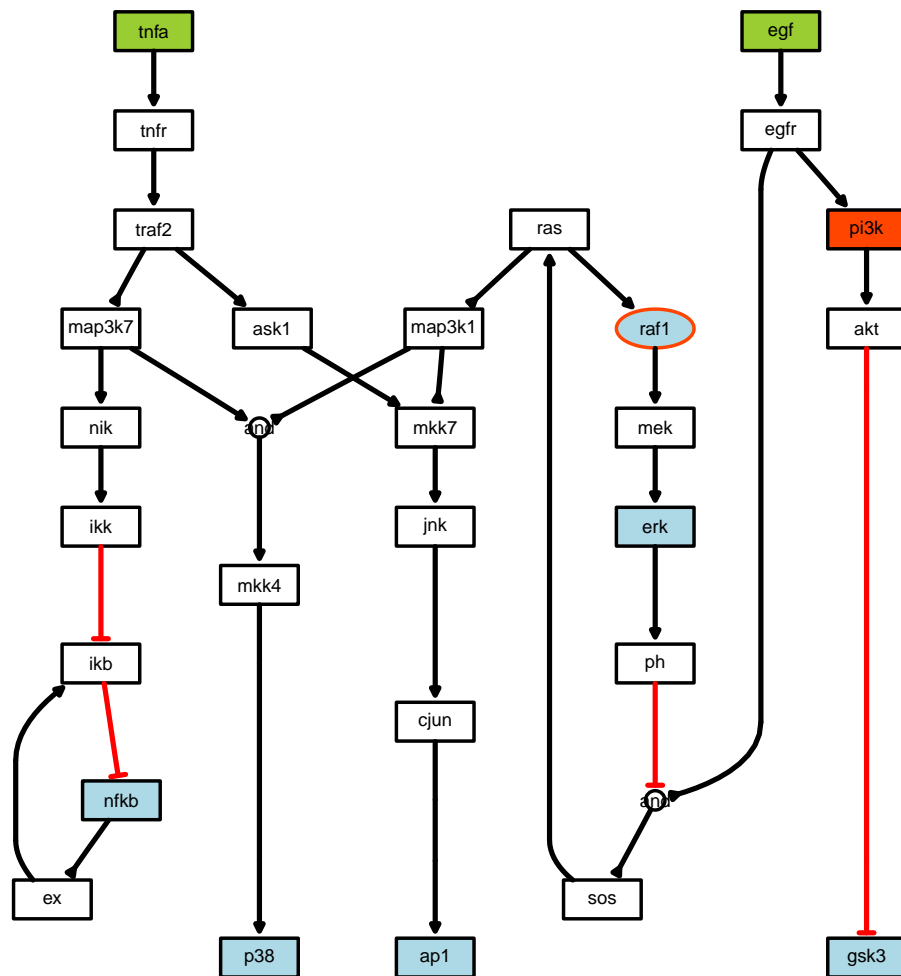 tnfa
egf
tnfr
egfr
traf2
ras
pi3k
map3k7
ask1
map3k1
raf1
akt
nik
and
mkk7
mek
ikk
jnk
erk
mkk4
ikb
ph
cjun
nfkb
and
ex
sos
p38
ap1
gsk3